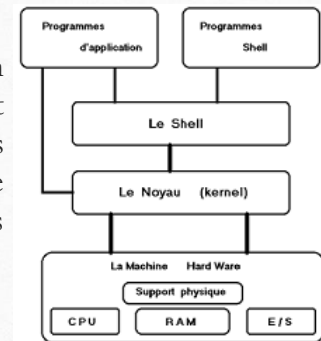 Programmes
d'application
Programmes
Shell
Le Shell
Le Noyau (kernel)
La Machine Hard Ware
Support physique
CPU
RAM
E/S